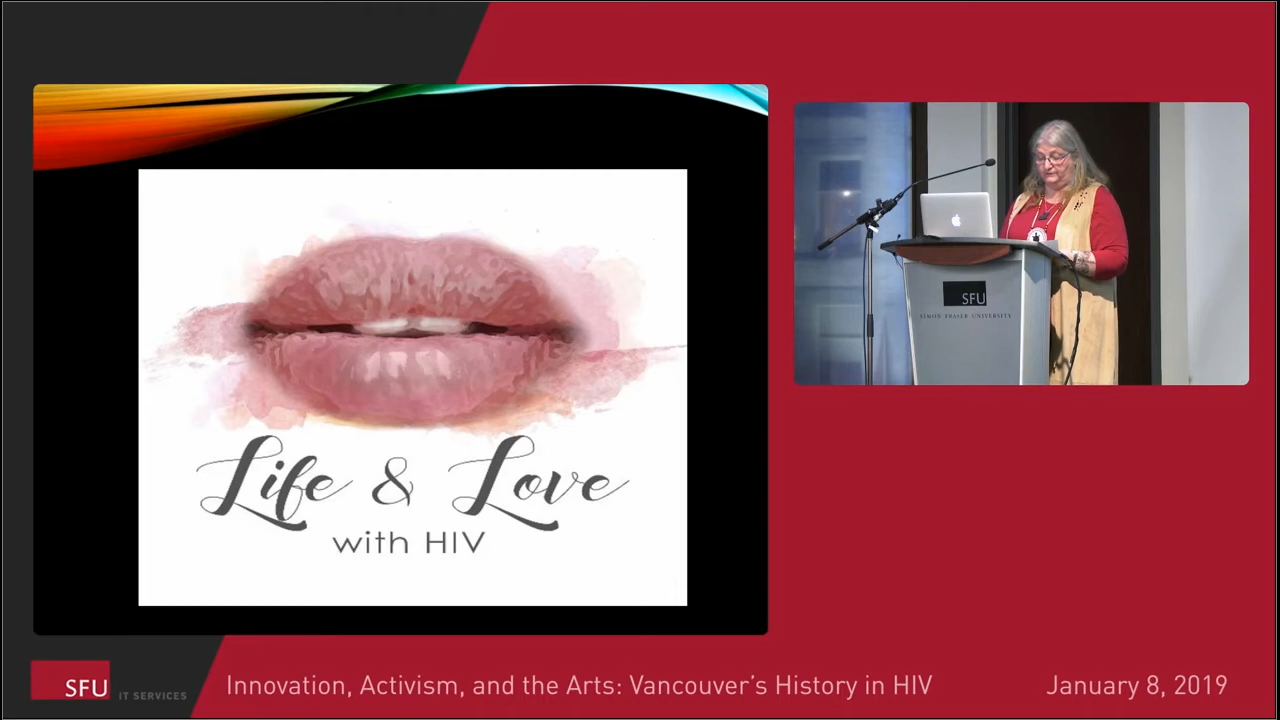 Life & Love
with HIV
SFU
SIMON FRASER UNIVERSITY
SFU
IT SERVICES
Innovation, Activism, and the Arts: Vancouver's History in HIV
January 8, 2019